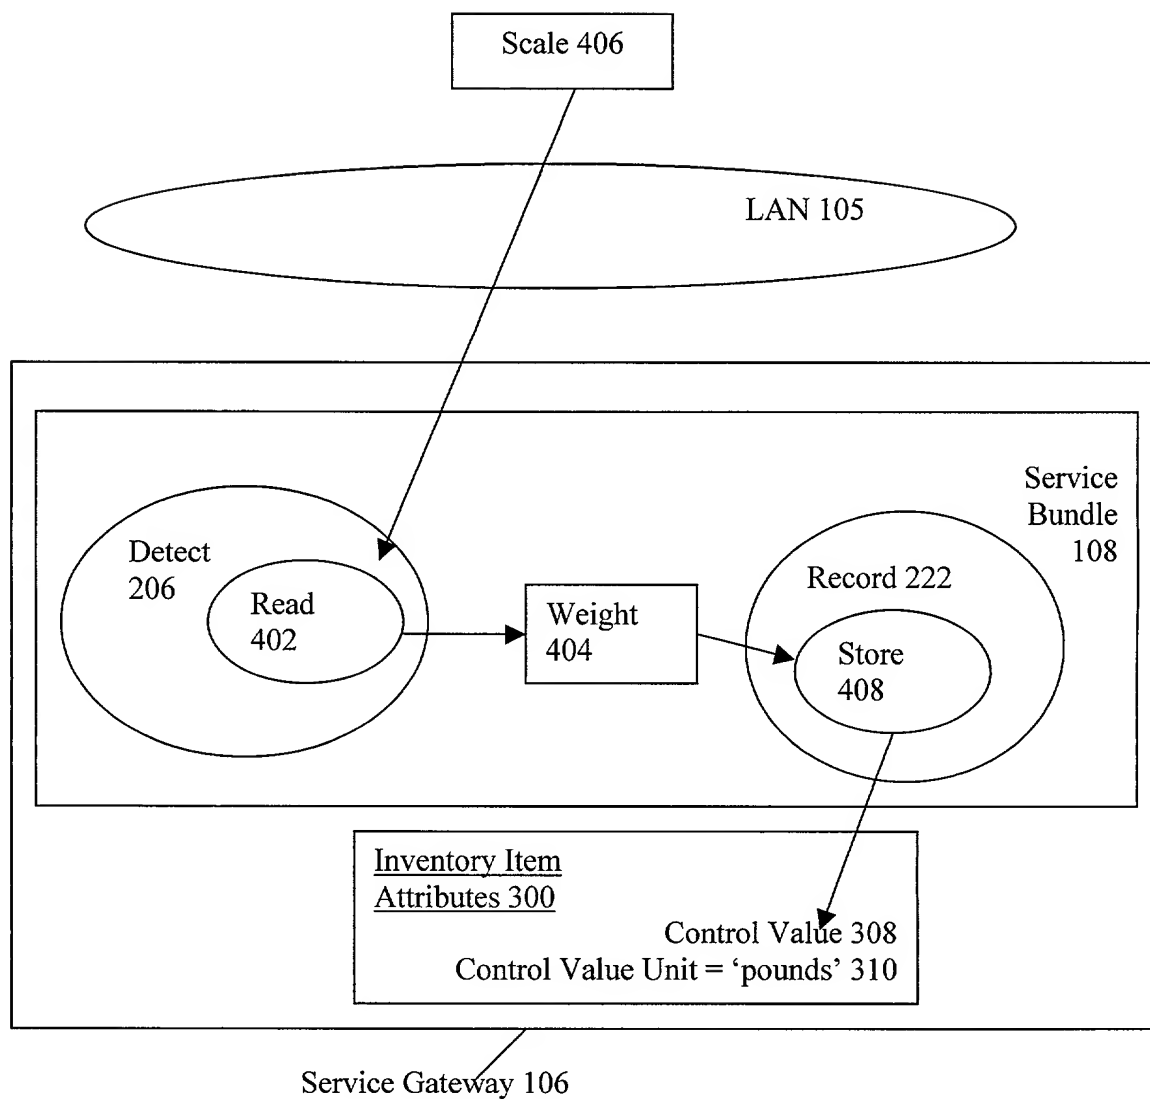 Scale 406
LAN 105
Service
Bundle
108
Detect
206
Read
402
Weight
404
Record 222
Store
408
Inventory Item
Attributes 300
Control Value 308
Control Value Unit = ‘pounds’ 310
Service Gateway 106